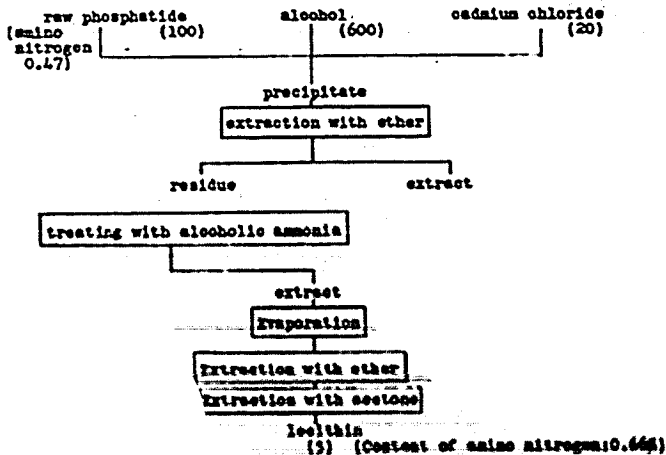 raw phosphatide alcohol cadmium chloride
(amino (100) (600) (20)
nitrogen
0.47)
precipitate
extraction with ether
residue extract
treating with alcoholic ammonia
extract
Evaporation
Extraction with ether
Extraction with acetone
lecithin
(5) (Content of amino nitrogen: